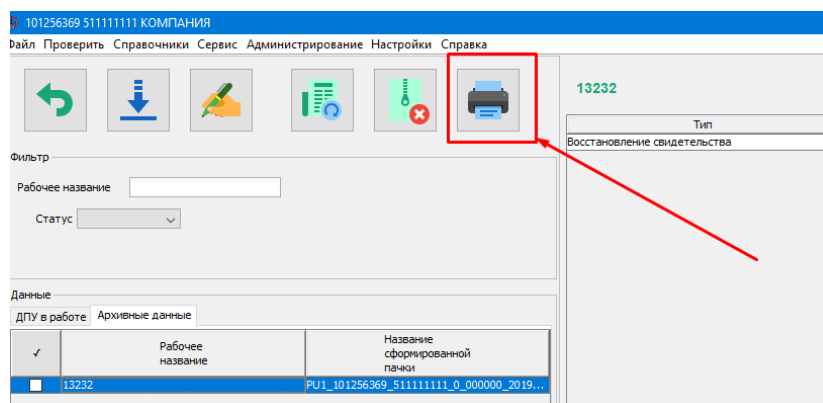 101256369 511111111 КОМПАНИЯ
Файл Проверить Справочники Сервис Администрирование Настройки Справка
13232
Тип
Восстановление свидетельства
Фильтр
Рабочее название
Статус
Данные
ДПУ в работе Архивные данные
✓ Рабочее название
Название сформированной пачки
13232 PU1_101256369_511111111_0_000000_2019...